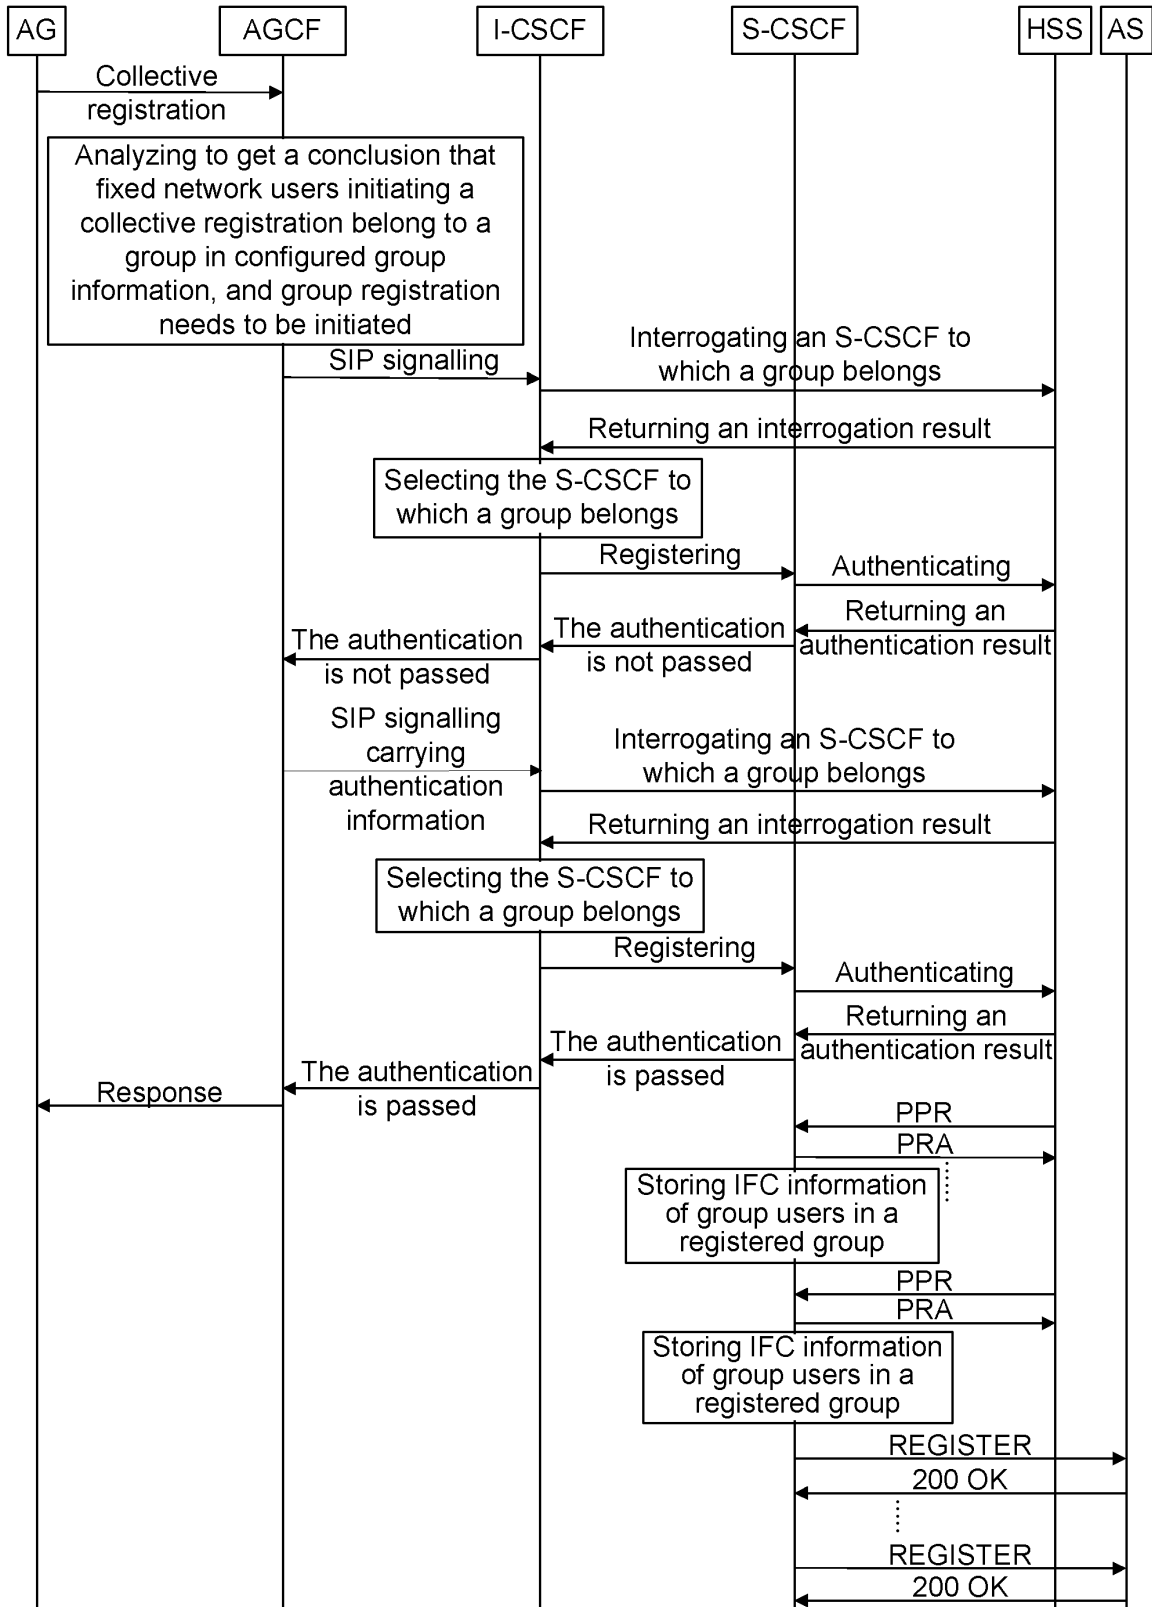 AG
AGCF
I-CSCF
S-CSCF
HSS
AS
Collective
registration
Analyzing to get a conclusion that
fixed network users initiating a
collective registration belong to a
group in configured group
information, and group registration
needs to be initiated
SIP signalling
Interrogating an S-CSCF to
which a group belongs
Returning an interrogation result
Selecting the S-CSCF to
which a group belongs
Registering
Authenticating
Returning an
authentication result
The authentication
is not passed
The authentication
is not passed
SIP signalling
carrying
authentication
information
Interrogating an S-CSCF to
which a group belongs
Returning an interrogation result
Selecting the S-CSCF to
which a group belongs
Registering
Authenticating
Returning an
authentication result
The authentication
is passed
The authentication
is passed
Response
PPR
PRA
Storing IFC information
of group users in a
registered group
PPR
PRA
Storing IFC information
of group users in a
registered group
REGISTER
200 OK
REGISTER
200 OK